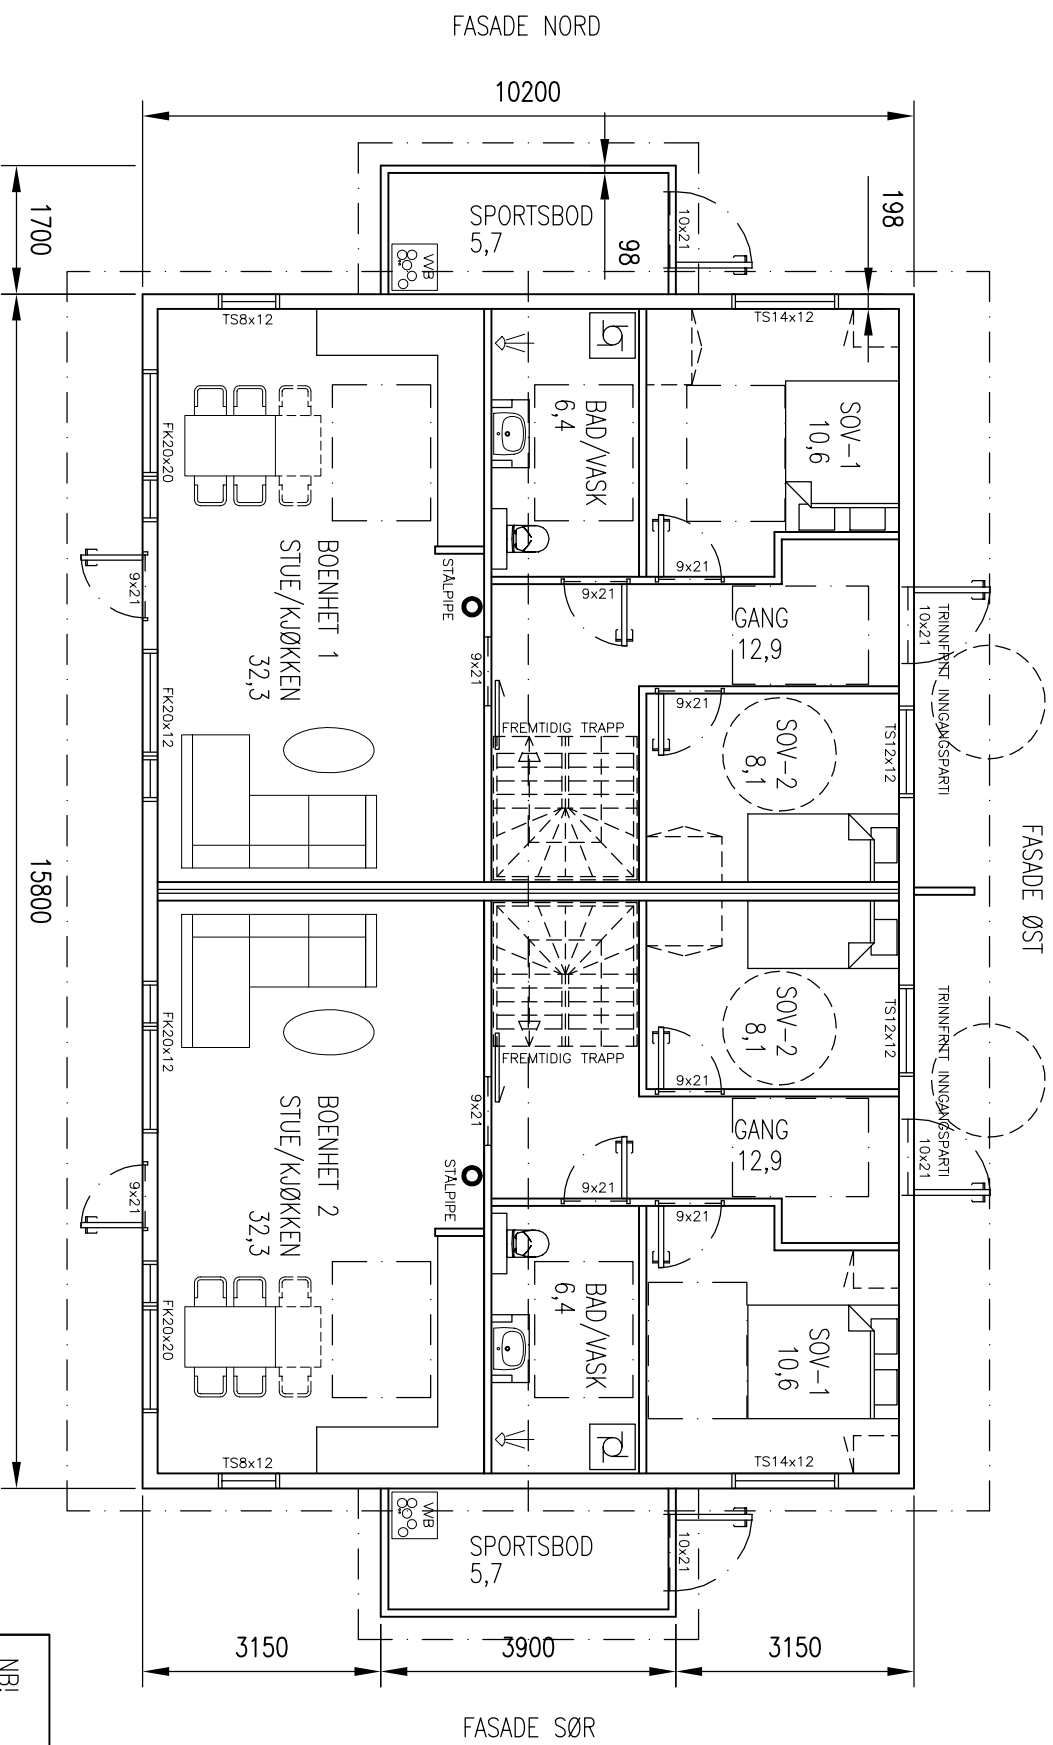 FASADE NORD
10200
1700
198
98
SPORTSBOD
5,7
10x21
VVB
TS8x12
TS14x12
SOV-1
10,6
BAD/VASK
6,4
FK20x20
9x21
BOENHET 1
STUE/KJØKKEN
32,3
STÅLPIPE
9x21
9x21
9x21
GANG
12,9
10x21
TRINNFRITT INNGANGSPARTI
9x21
FK20x12
FREMTIDIG TRAPP
SOV-2
8,1
TS12x12
15800
FASADE ØST
FK20x12
FREMTIDIG TRAPP
SOV-2
8,1
TS12x12
TRINNFRITT INNGANGSPARTI
9x21
9x21
BOENHET 2
STUE/KJØKKEN
32,3
STÅLPIPE
GANG
12,9
10x21
9x21
9x21
9x21
FK20x20
BAD/VASK
6,4
SOV-1
10,6
TS8x12
TS14x12
VVB
SPORTSBOD
5,7
10x21
3150
3900
3150
FASADE SØR
NB!